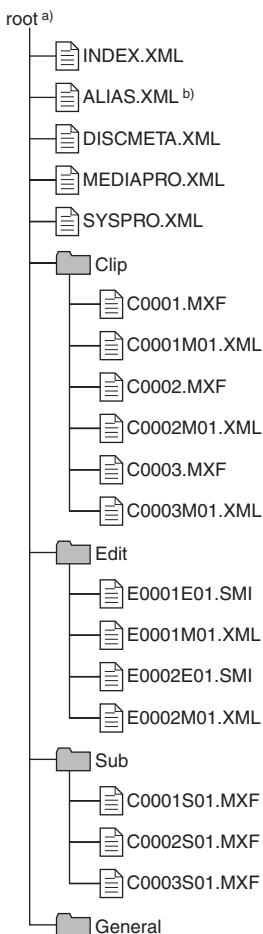 root a)
INDEX.XML
ALIAS.XML b)
DISCMETA.XML
MEDIAPRO.XML
SYSPRO.XML
Clip
C0001.MXF
C0001M01.XML
C0002.MXF
C0002M01.XML
C0003.MXF
C0003M01.XML
Edit
E0001E01.SMI
E0001M01.XML
E0002E01.SMI
E0002M01.XML
Sub
C0001S01.MXF
C0002S01.MXF
C0003S01.MXF
General